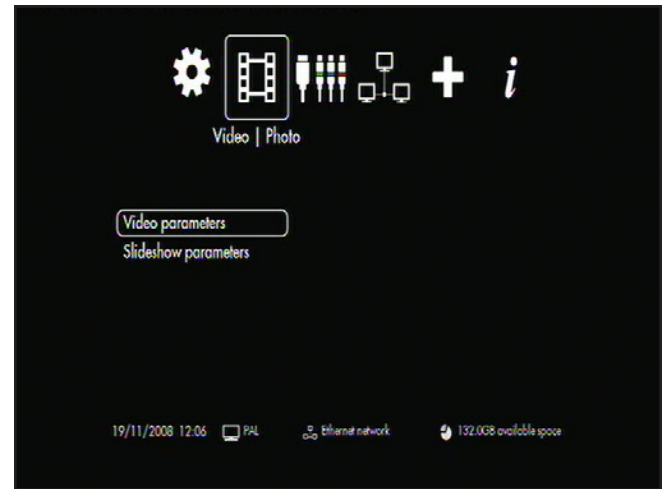 i
Video | Photo
Video parameters
Slideshow parameters
19/11/2008 12:06 PAL Ethernet network 132.0GB available space